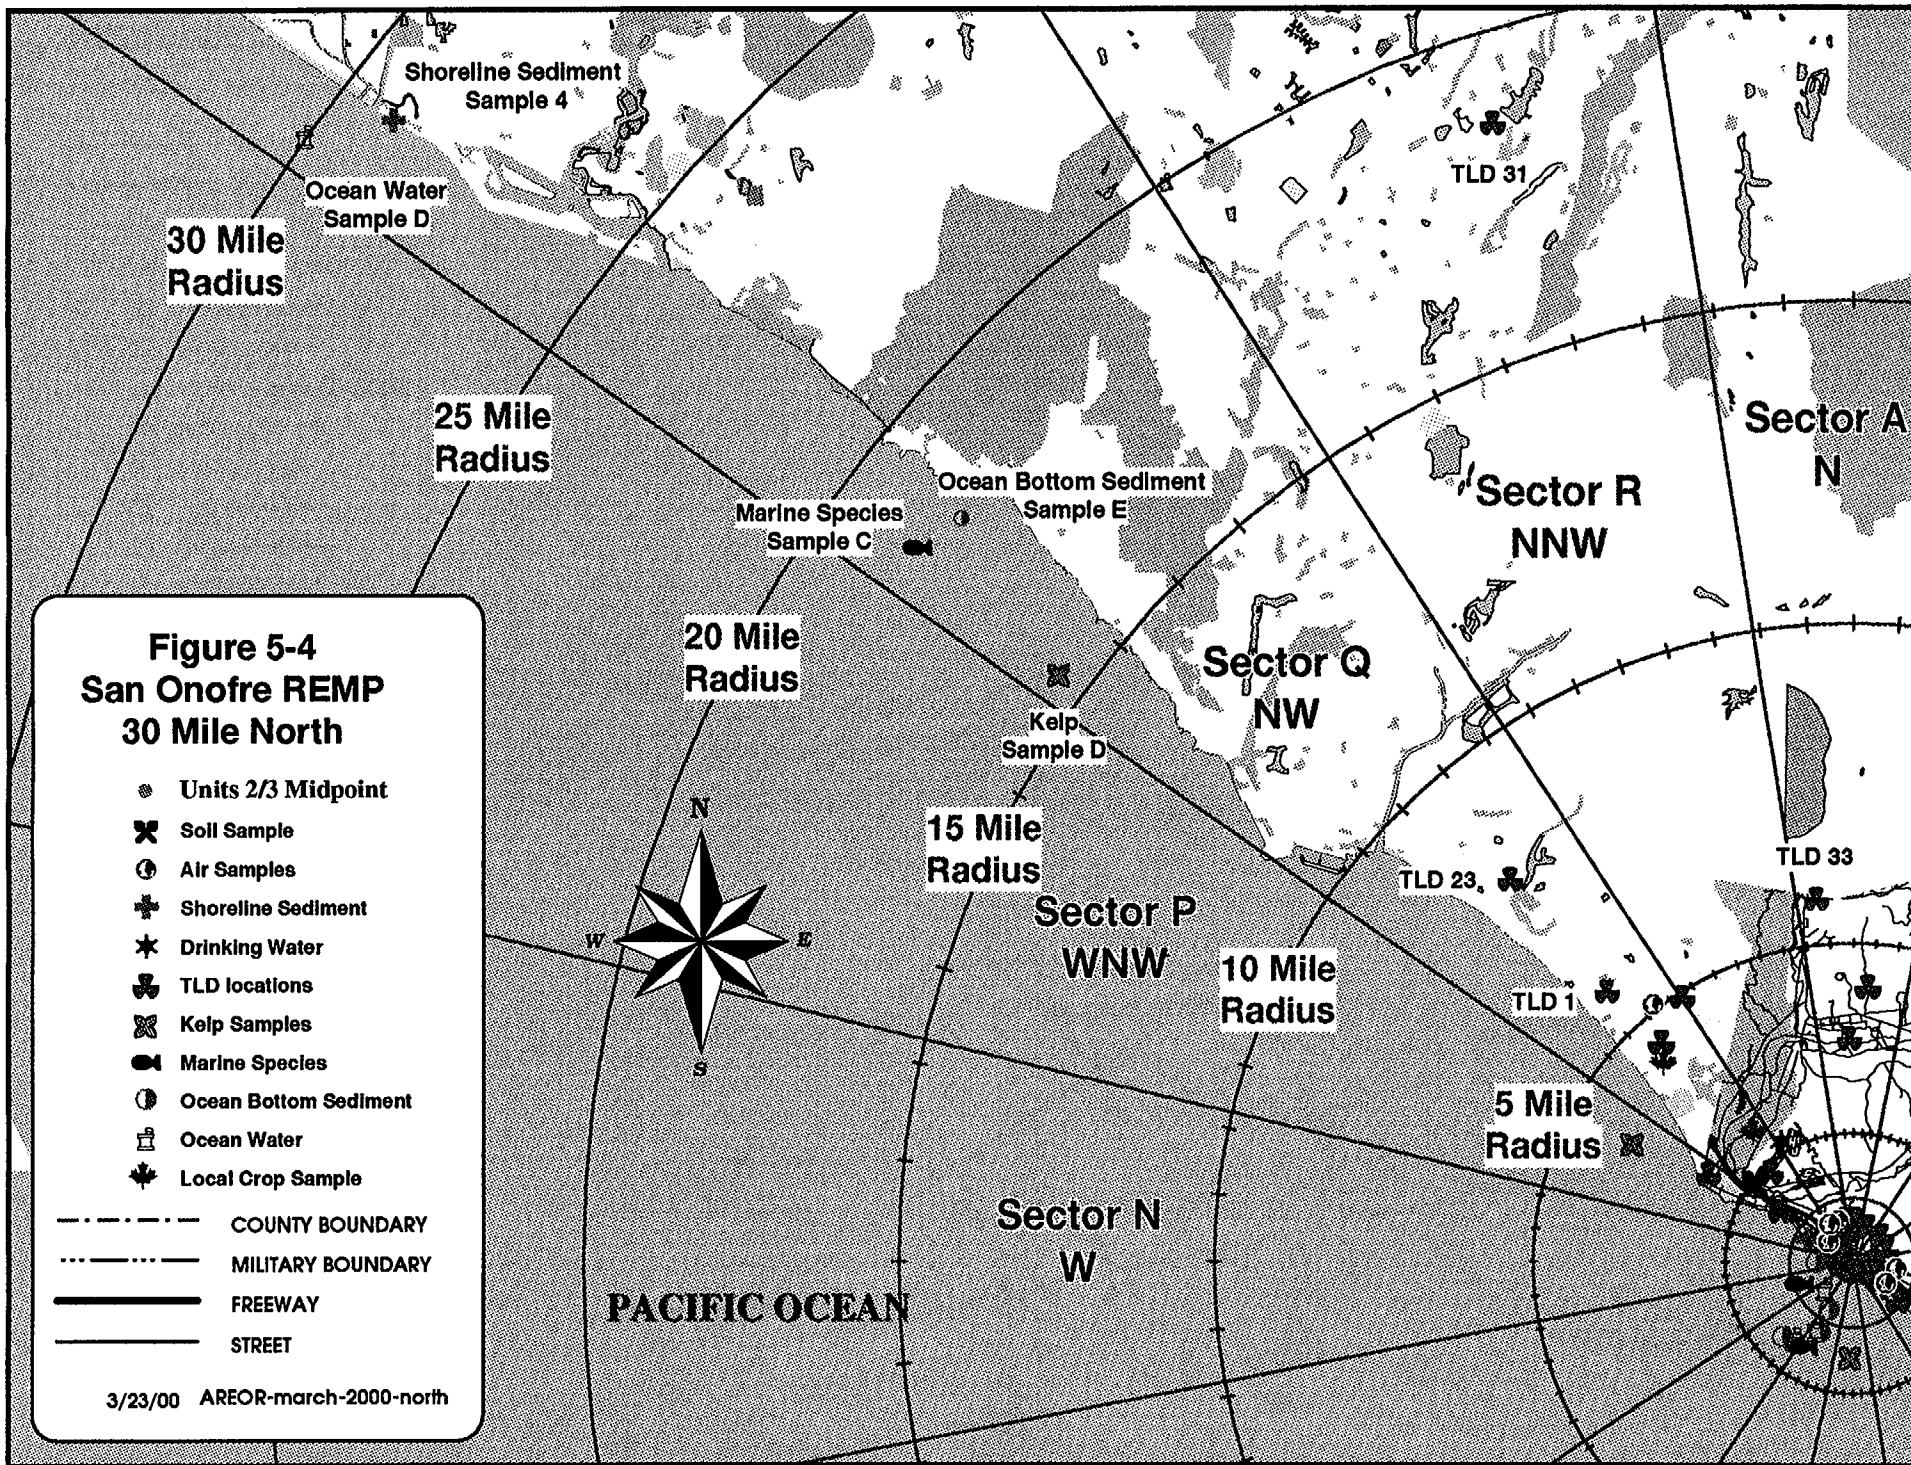 Shoreline Sediment
Sample 4
TLD 31
Ocean Water
Sample D
30 Mile
Radius
25 Mile
Radius
Sector A
N
Ocean Bottom Sediment
Sample E
Marine Species
Sample C
Sector R
NNW
20 Mile
Radius
Sector Q
NW
Kelp
Sample D
15 Mile
Radius
TLD 33
TLD 23
Sector P
WNW
10 Mile
Radius
TLD 1
5 Mile
Radius
Sector N
W
PACIFIC OCEAN
N
W
E
S
Figure 5-4
San Onofre REMP
30 Mile North
Units 2/3 Midpoint
Soil Sample
Air Samples
Shoreline Sediment
Drinking Water
TLD locations
Kelp Samples
Marine Species
Ocean Bottom Sediment
Ocean Water
Local Crop Sample
COUNTY BOUNDARY
MILITARY BOUNDARY
FREEWAY
STREET
3/23/00 AREOR-march-2000-north